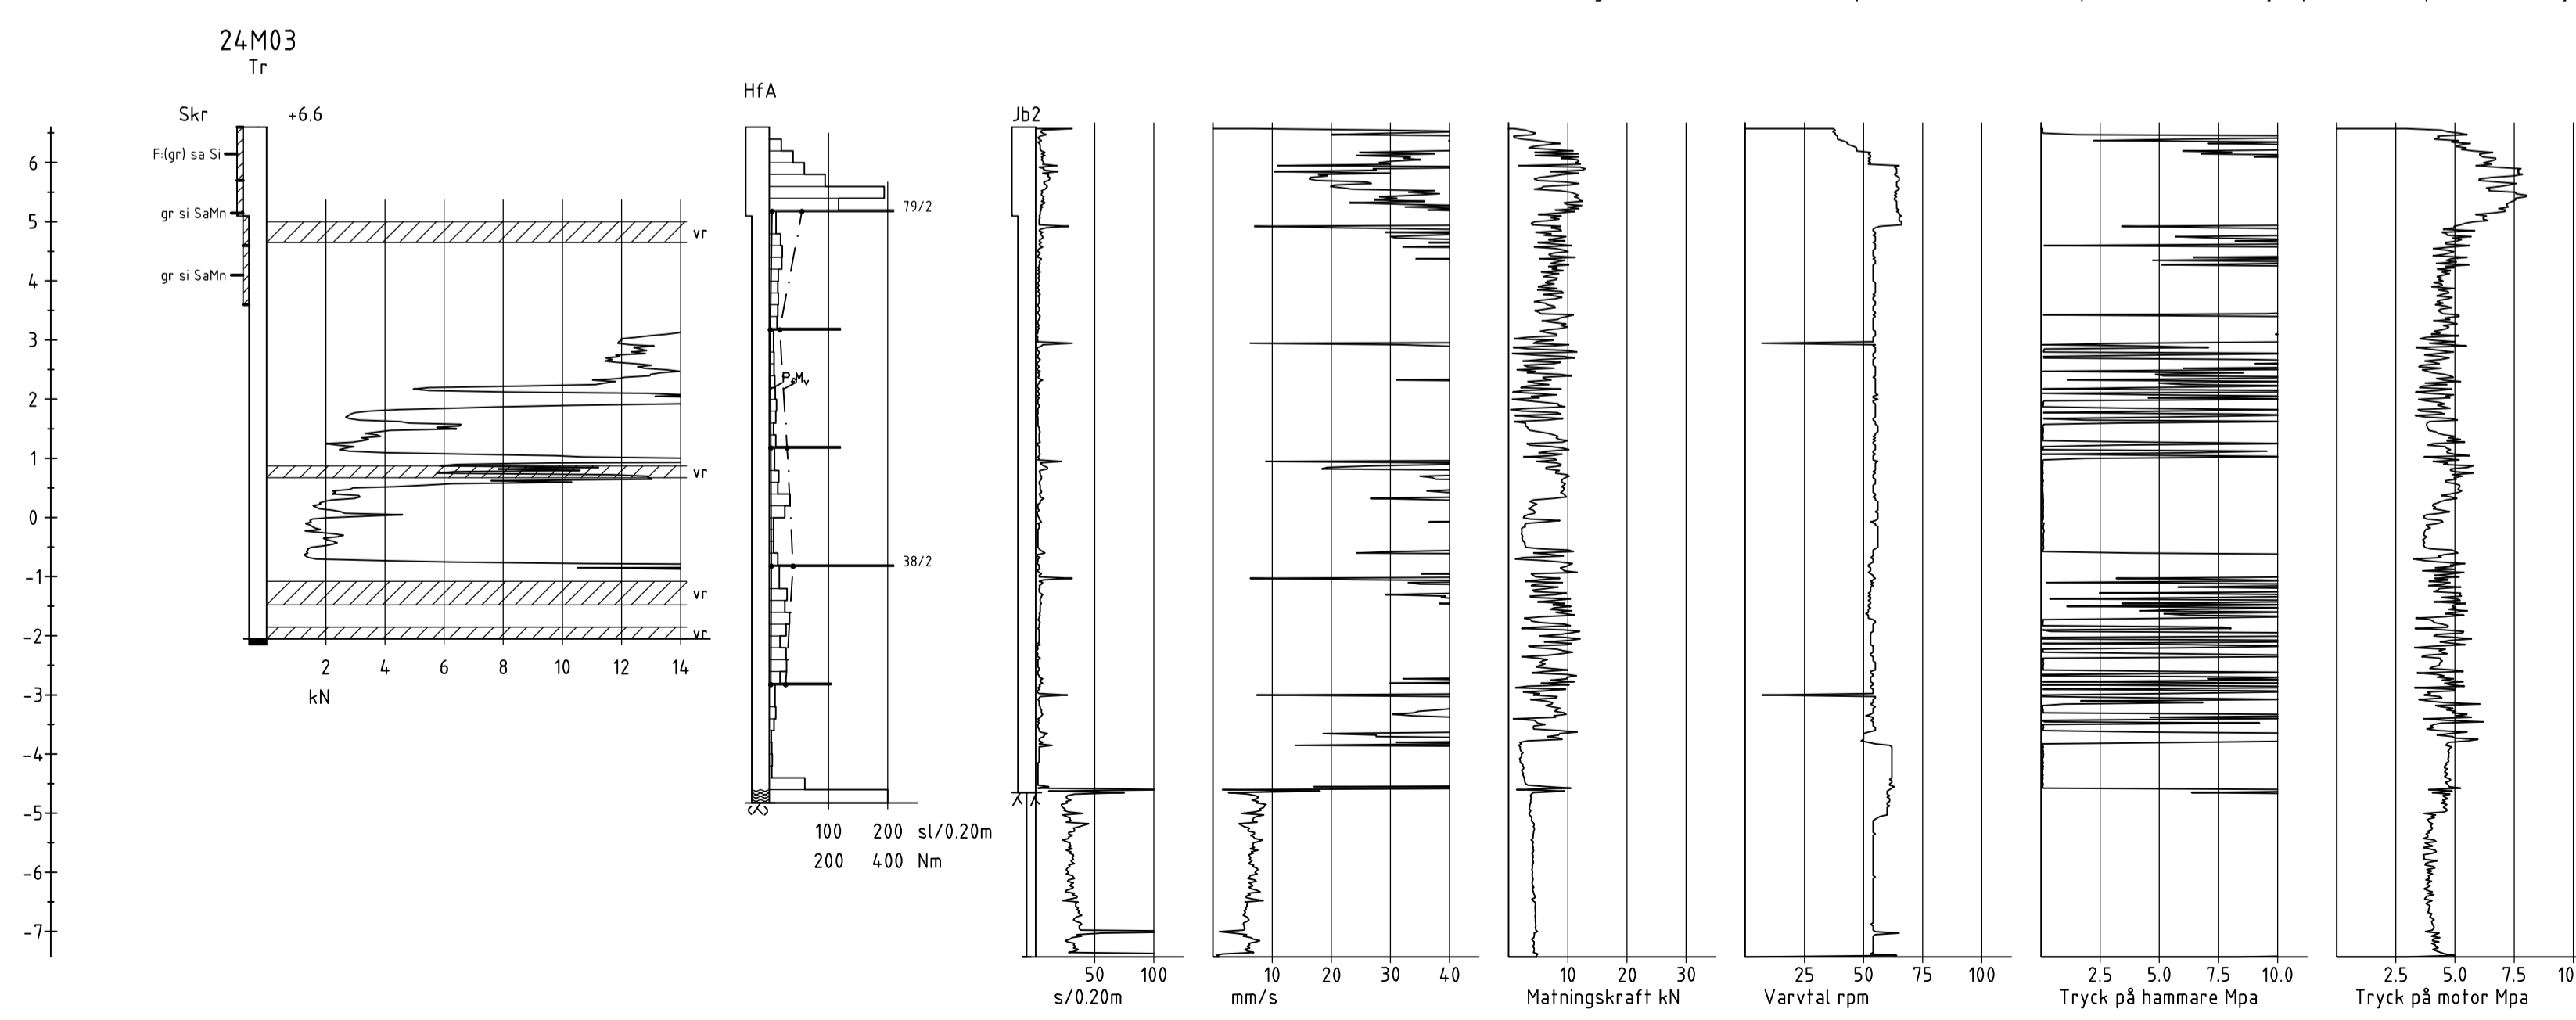 24M03
Tr
HfA
Skr +6.6 Jb2
F:(gr) sa Si
6
gr si SaMn 79/2
5
vr
gr si SaMn
4
3
P M v
2
1
vr
0
38/2
-1
vr
-2 vr
2 4 6 8 10 12 14
kN
-3
-4
-5
100 200 sl/0.20m
200 400 Nm
-6
-7
50 100 10 20 30 40 10 20 30 25 50 75 100 2.5 5.0 7.5 10.0 2.5 5.0 7.5 10
s/0.20m mm/s Matningskraft kN Varvtal rpm Tryck på hammare Mpa Tryck på motor Mpa